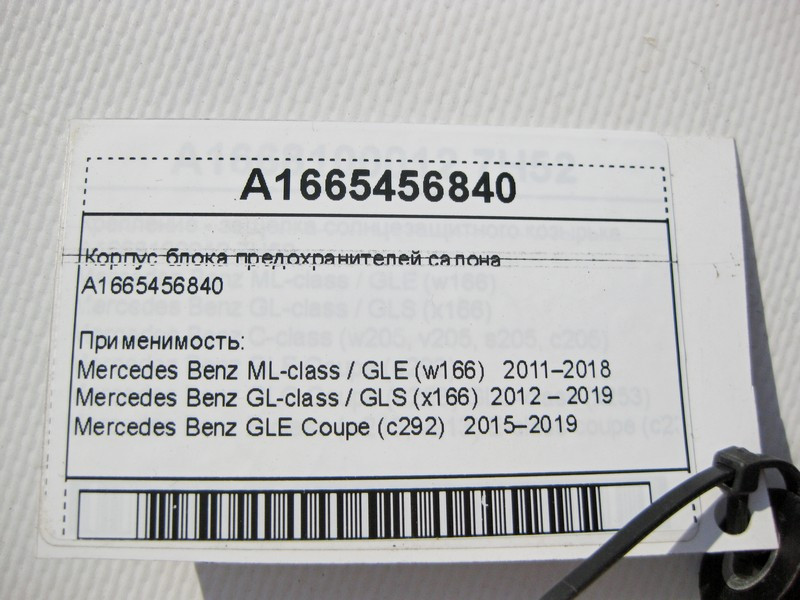 A1665456840
Корпус блока предохранителей салона
A1665456840
Применимость:
Mercedes Benz ML-class / GLE (w166) 2011–2018
Mercedes Benz GL-class / GLS (x166) 2012 – 2019
Mercedes Benz GLE Coupe (c292) 2015–2019